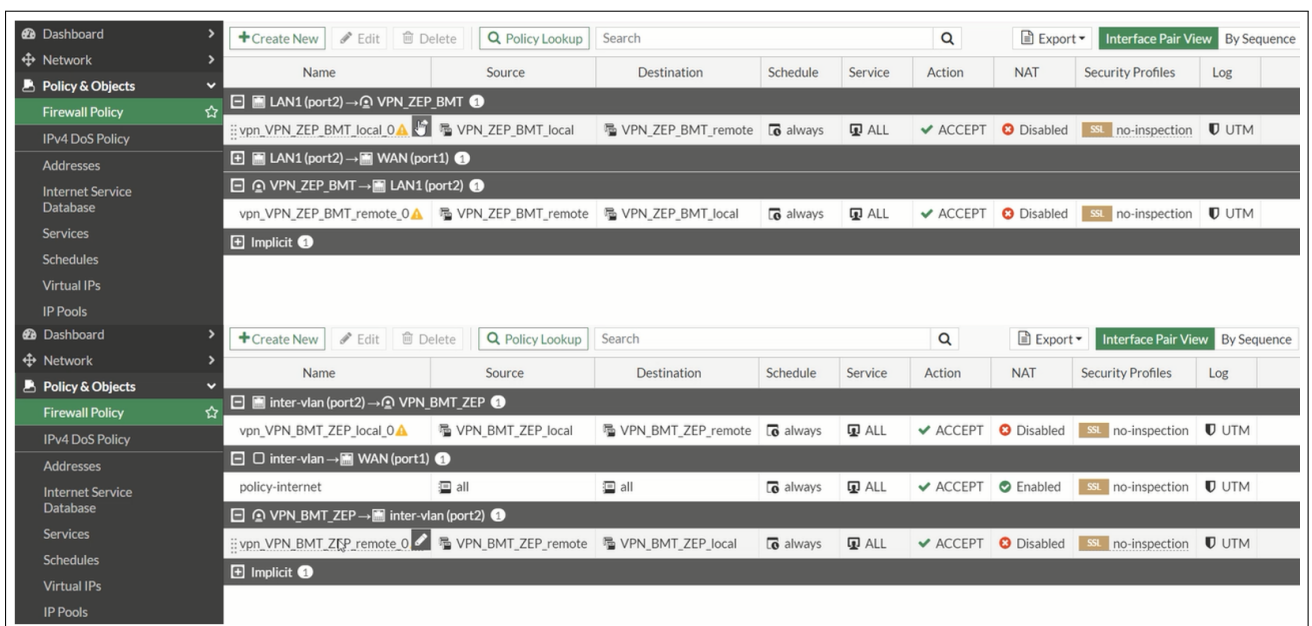 Dashboard
Network
Policy & Objects
Firewall Policy
IPv4 DoS Policy
Addresses
Internet Service
Database
Services
Schedules
Virtual IPs
IP Pools
+Create New Edit Delete Policy Lookup Search Export Interface Pair View By Sequence
Name Source Destination Schedule Service Action NAT Security Profiles Log
LAN1 (port2) → VPN_ZEP_BMT 1
vpn_VPN_ZEP_BMT_local_0 VPN_ZEP_BMT_local VPN_ZEP_BMT_remote always ALL ACCEPT Disabled SSL no-inspection UTM
LAN1 (port2) → WAN (port1) 1
VPN_ZEP_BMT → LAN1 (port2) 1
vpn_VPN_ZEP_BMT_remote_0 VPN_ZEP_BMT_remote VPN_ZEP_BMT_local always ALL ACCEPT Disabled SSL no-inspection UTM
Implicit 1
Dashboard
Network
Policy & Objects
Firewall Policy
IPv4 DoS Policy
Addresses
Internet Service
Database
Services
Schedules
Virtual IPs
IP Pools
+Create New Edit Delete Policy Lookup Search Export Interface Pair View By Sequence
Name Source Destination Schedule Service Action NAT Security Profiles Log
inter-vlan (port2) → VPN_BMT_ZEP 1
vpn_VPN_BMT_ZEP_local_0 VPN_BMT_ZEP_local VPN_BMT_ZEP_remote always ALL ACCEPT Disabled SSL no-inspection UTM
inter-vlan → WAN (port1) 1
policy-internet all all always ALL ACCEPT Enabled SSL no-inspection UTM
VPN_BMT_ZEP → inter-vlan (port2) 1
vpn_VPN_BMT_ZEP_remote_0 VPN_BMT_ZEP_remote VPN_BMT_ZEP_local always ALL ACCEPT Disabled SSL no-inspection UTM
Implicit 1